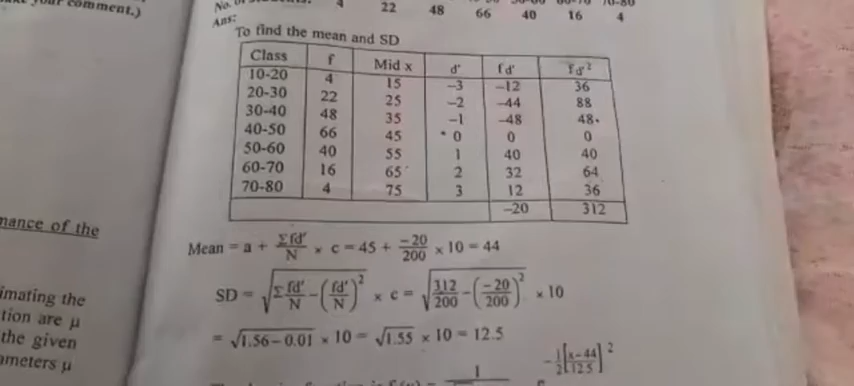 comment.)
No. of 4 22 48 66 40 16 4
Ans:
To find the mean and SD
Class f Mid x d' fd' fd'²
10-20 4 15 –3 –12 36
20-30 22 25 –2 –44 88
30-40 48 35 –1 –48 48
40-50 66 45 0 0 0
50-60 40 55 1 40 40
60-70 16 65 2 32 64
70-80 4 75 3 12 36
–20 312
nance of the
Mean = a + Σfd'/N × c = 45 + –20/200 × 10 = 44
imating the
SD = √(Σfd'/N – (fd'/N)²) × c = √(312/200 – (–20/200)²) × 10
tion are μ
the given
= √1.56–0.01 × 10 = √1.55 × 10 = 12.5
ameters μ
1 –1/2[x–44/12.5]²